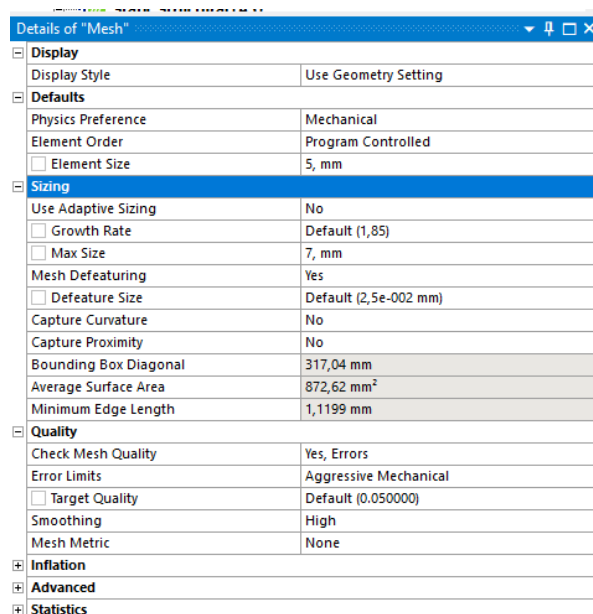 Details of "Mesh"
Display
Display Style Use Geometry Setting
Defaults
Physics Preference Mechanical
Element Order Program Controlled
Element Size 5, mm
Sizing
Use Adaptive Sizing No
Growth Rate Default (1,85)
Max Size 7, mm
Mesh Defeaturing Yes
Defeature Size Default (2,5e-002 mm)
Capture Curvature No
Capture Proximity No
Bounding Box Diagonal 317,04 mm
Average Surface Area 872,62 mm²
Minimum Edge Length 1,1199 mm
Quality
Check Mesh Quality Yes, Errors
Error Limits Aggressive Mechanical
Target Quality Default (0.050000)
Smoothing High
Mesh Metric None
Inflation
Advanced
Statistics